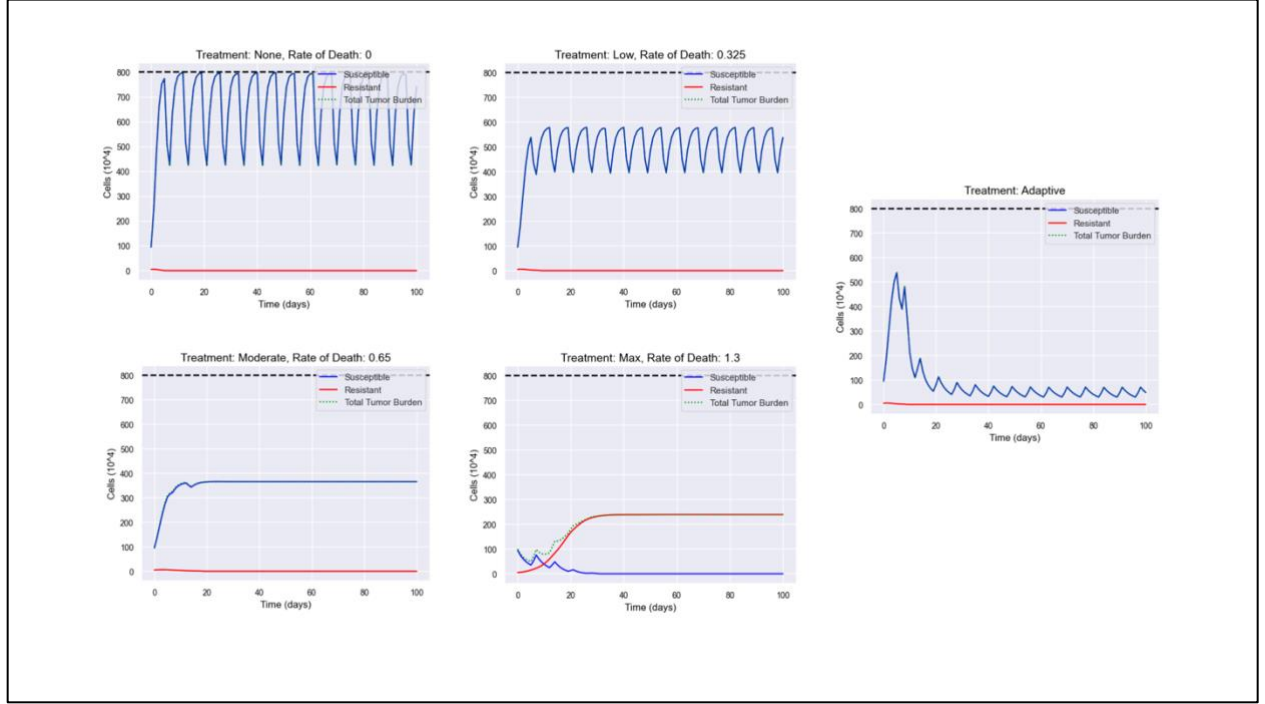 Treatment: None, Rate of Death: 0
800
700
600
500
400
300
200
100
0
Cells (10^4)
0 20 40 60 80 100
Time (days)
Susceptible
Resistant
Total Tumor Burden
Treatment: Low, Rate of Death: 0.325
800
700
600
500
400
300
200
100
0
Cells (10^4)
0 20 40 60 80 100
Time (days)
Susceptible
Resistant
Total Tumor Burden
Treatment: Moderate, Rate of Death: 0.65
800
700
600
500
400
300
200
100
0
Cells (10^4)
0 20 40 60 80 100
Time (days)
Susceptible
Resistant
Total Tumor Burden
Treatment: Max, Rate of Death: 1.3
800
700
600
500
400
300
200
100
0
Cells (10^4)
0 20 40 60 80 100
Time (days)
Susceptible
Resistant
Total Tumor Burden
Treatment: Adaptive
800
700
600
500
400
300
200
100
0
Cells (10^4)
0 20 40 60 80 100
Time (days)
Susceptible
Resistant
Total Tumor Burden